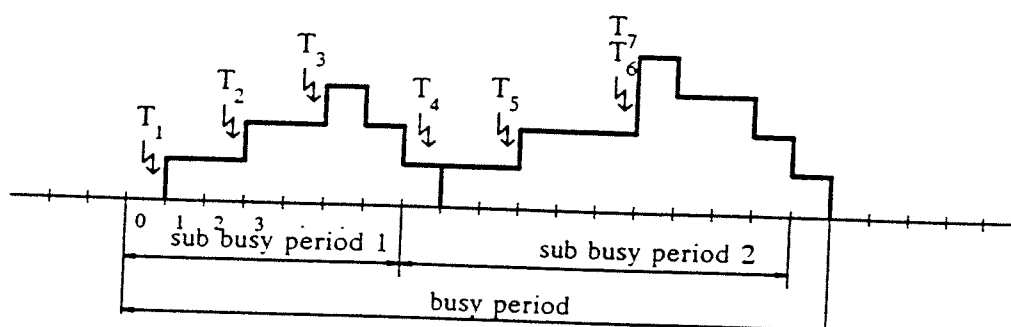 T₁
T₂
T₃
T₄
T₅
T₇
T₆
0 1 2 3
sub busy period 1
sub busy period 2
busy period